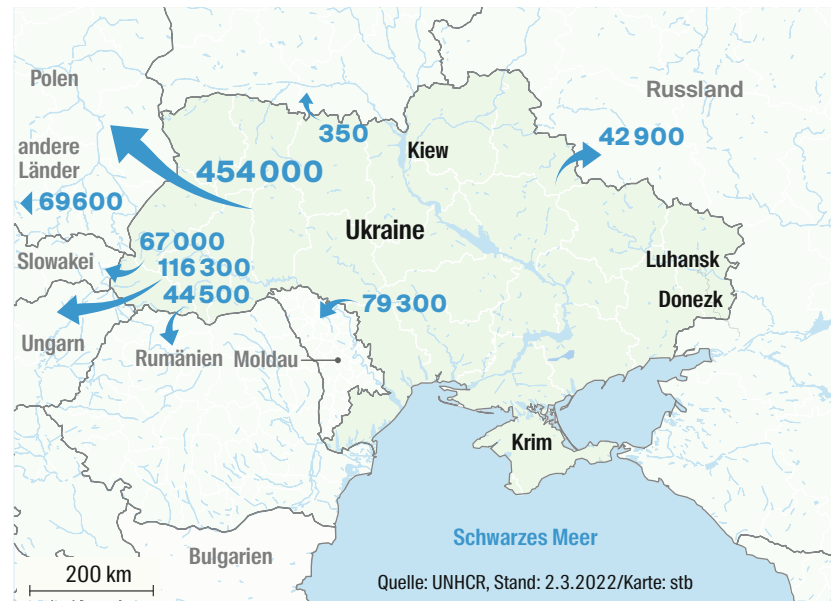 Polen
Russland
350
42 900
andere
Länder
Kiew
454 000
69 600
Ukraine
67 000
Slowakei
116 300
Luhansk
44 500
79 300
Donezk
Ungarn
Rumänien
Moldau
Krim
Schwarzes Meer
Bulgarien
200 km
Quelle: UNHCR, Stand: 2.3.2022/Karte: stb